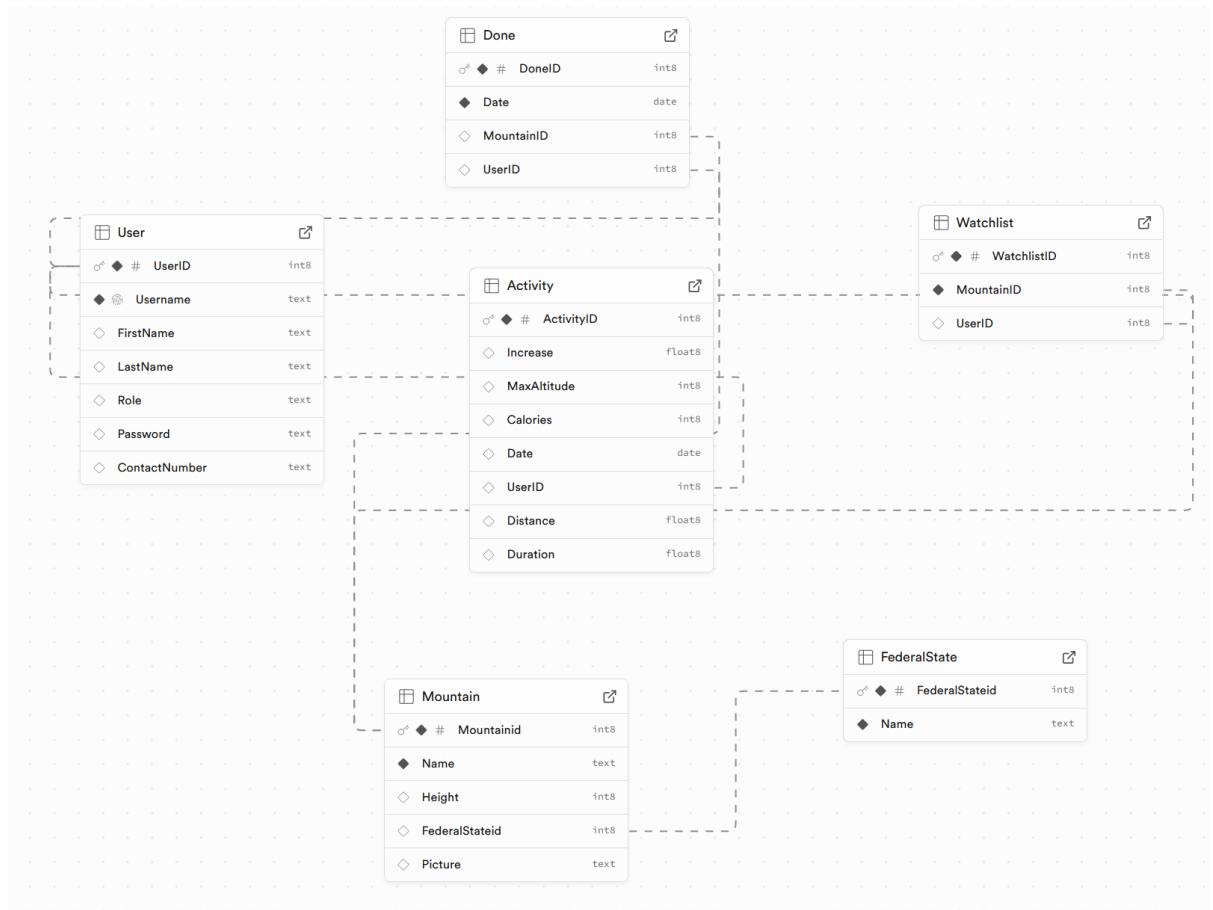 Done
# DoneID int8
Date date
MountainID int8
UserID int8
User
# UserID int8
Username text
FirstName text
LastName text
Role text
Password text
ContactNumber text
Watchlist
# WatchlistID int8
MountainID int8
UserID int8
Activity
# ActivityID int8
Increase float8
MaxAltitude int8
Calories int8
Date date
UserID int8
Distance float8
Duration float8
Mountain
# Mountainid int8
Name text
Height int8
FederalStateid int8
Picture text
FederalState
# FederalStateid int8
Name text